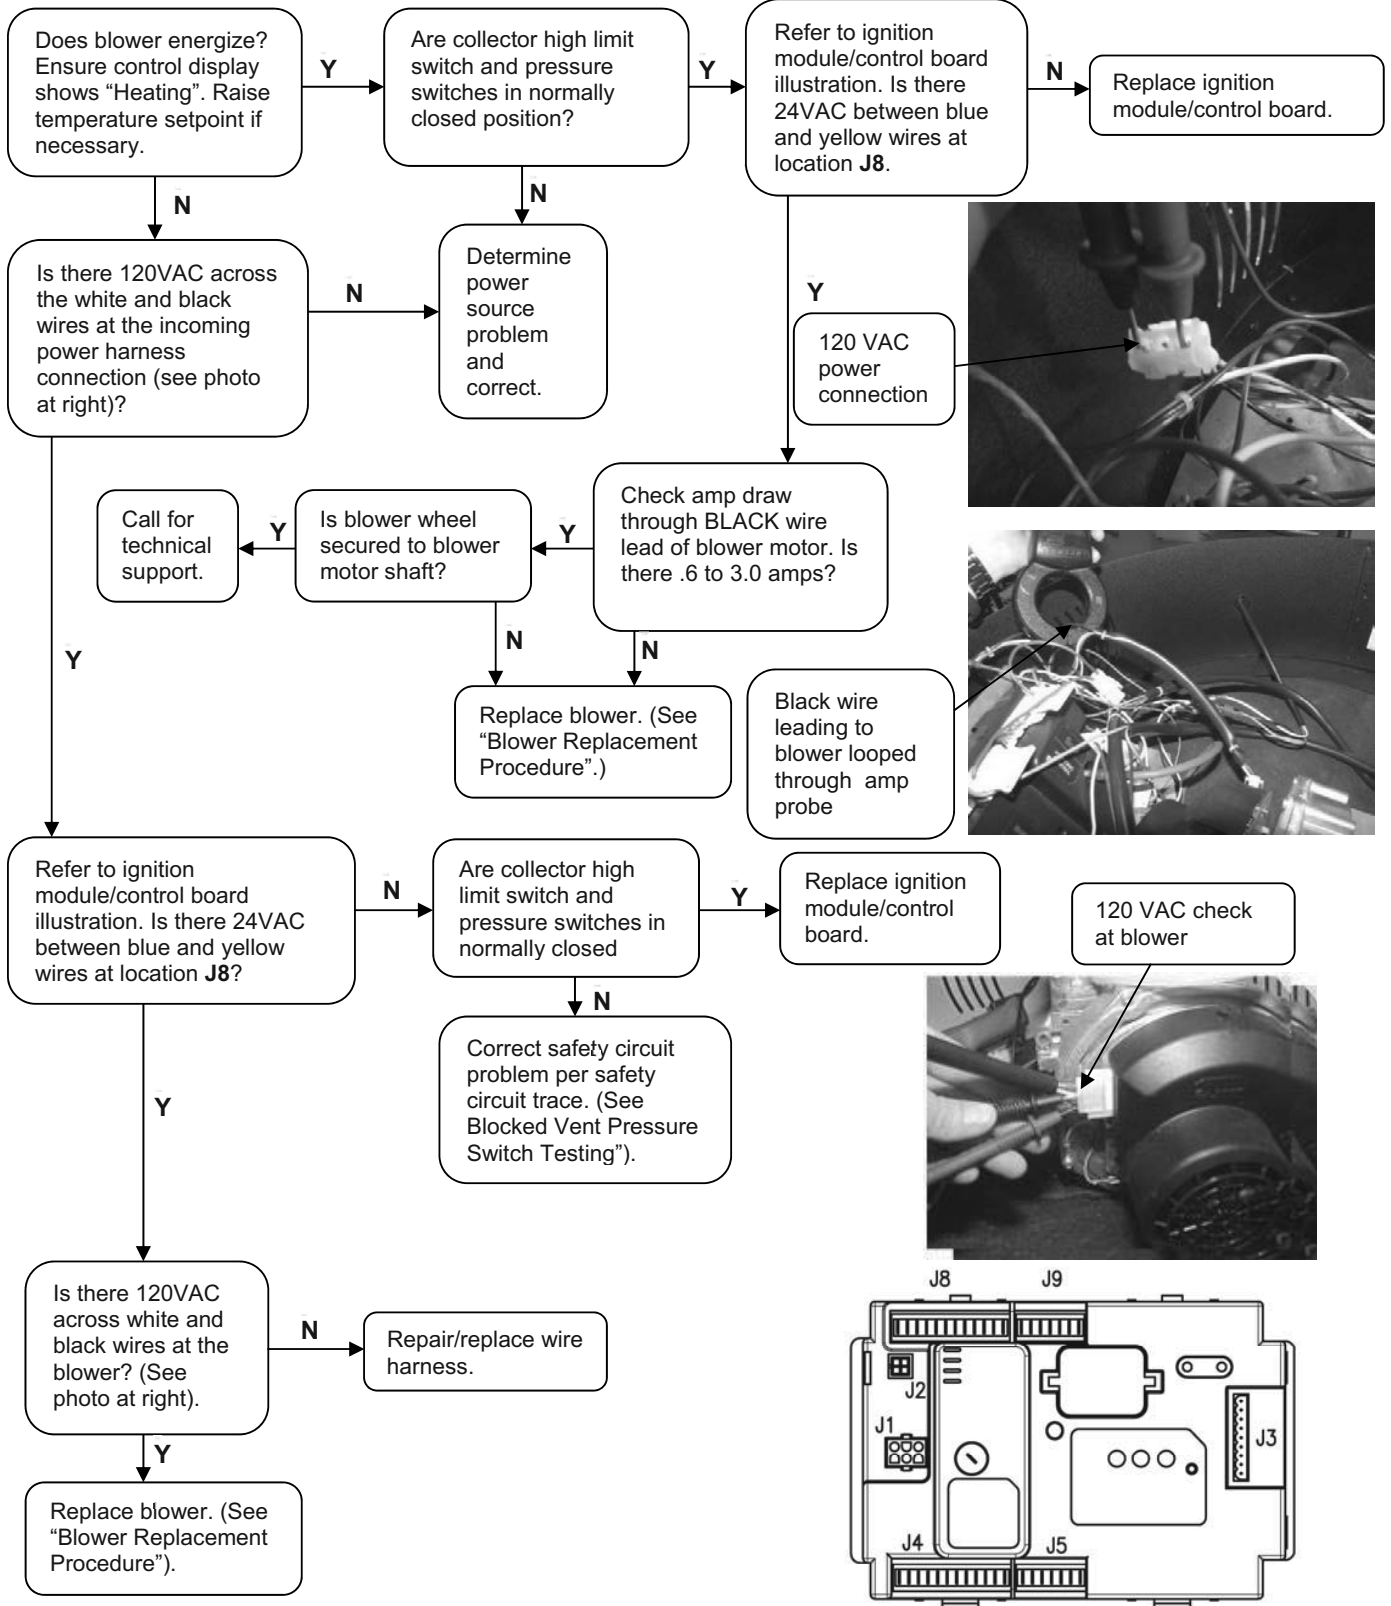 Does blower energize?
Ensure control display
shows “Heating”. Raise
temperature setpoint if
necessary.
Y
Are collector high limit
switch and pressure
switches in normally
closed position?
Y
Refer to ignition
module/control board
illustration. Is there
24VAC between blue
and yellow wires at
location J8.
N
Replace ignition
module/control board.
N
N
Is there 120VAC across
the white and black
wires at the incoming
power harness
connection (see photo
at right)?
N
Determine
power
source
problem
and
correct.
Y
120 VAC
power
connection
Call for
technical
support.
Y
Is blower wheel
secured to blower
motor shaft?
Y
Check amp draw
through BLACK wire
lead of blower motor. Is
there .6 to 3.0 amps?
Y
N
N
Replace blower. (See
“Blower Replacement
Procedure”.)
Black wire
leading to
blower looped
through  amp
probe
Refer to ignition
module/control board
illustration. Is there 24VAC
between blue and yellow
wires at location J8?
N
Are collector high
limit switch and
pressure switches in
normally closed
Y
Replace ignition
module/control
board.
120 VAC check
at blower
N
Correct safety circuit
problem per safety
circuit trace. (See
Blocked Vent Pressure
Switch Testing”).
Y
Is there 120VAC
across white and
black wires at the
blower? (See
photo at right).
N
Repair/replace wire
harness.
Y
Replace blower. (See
“Blower Replacement
Procedure”).
J8
J9
J2
J1
J3
J4
J5